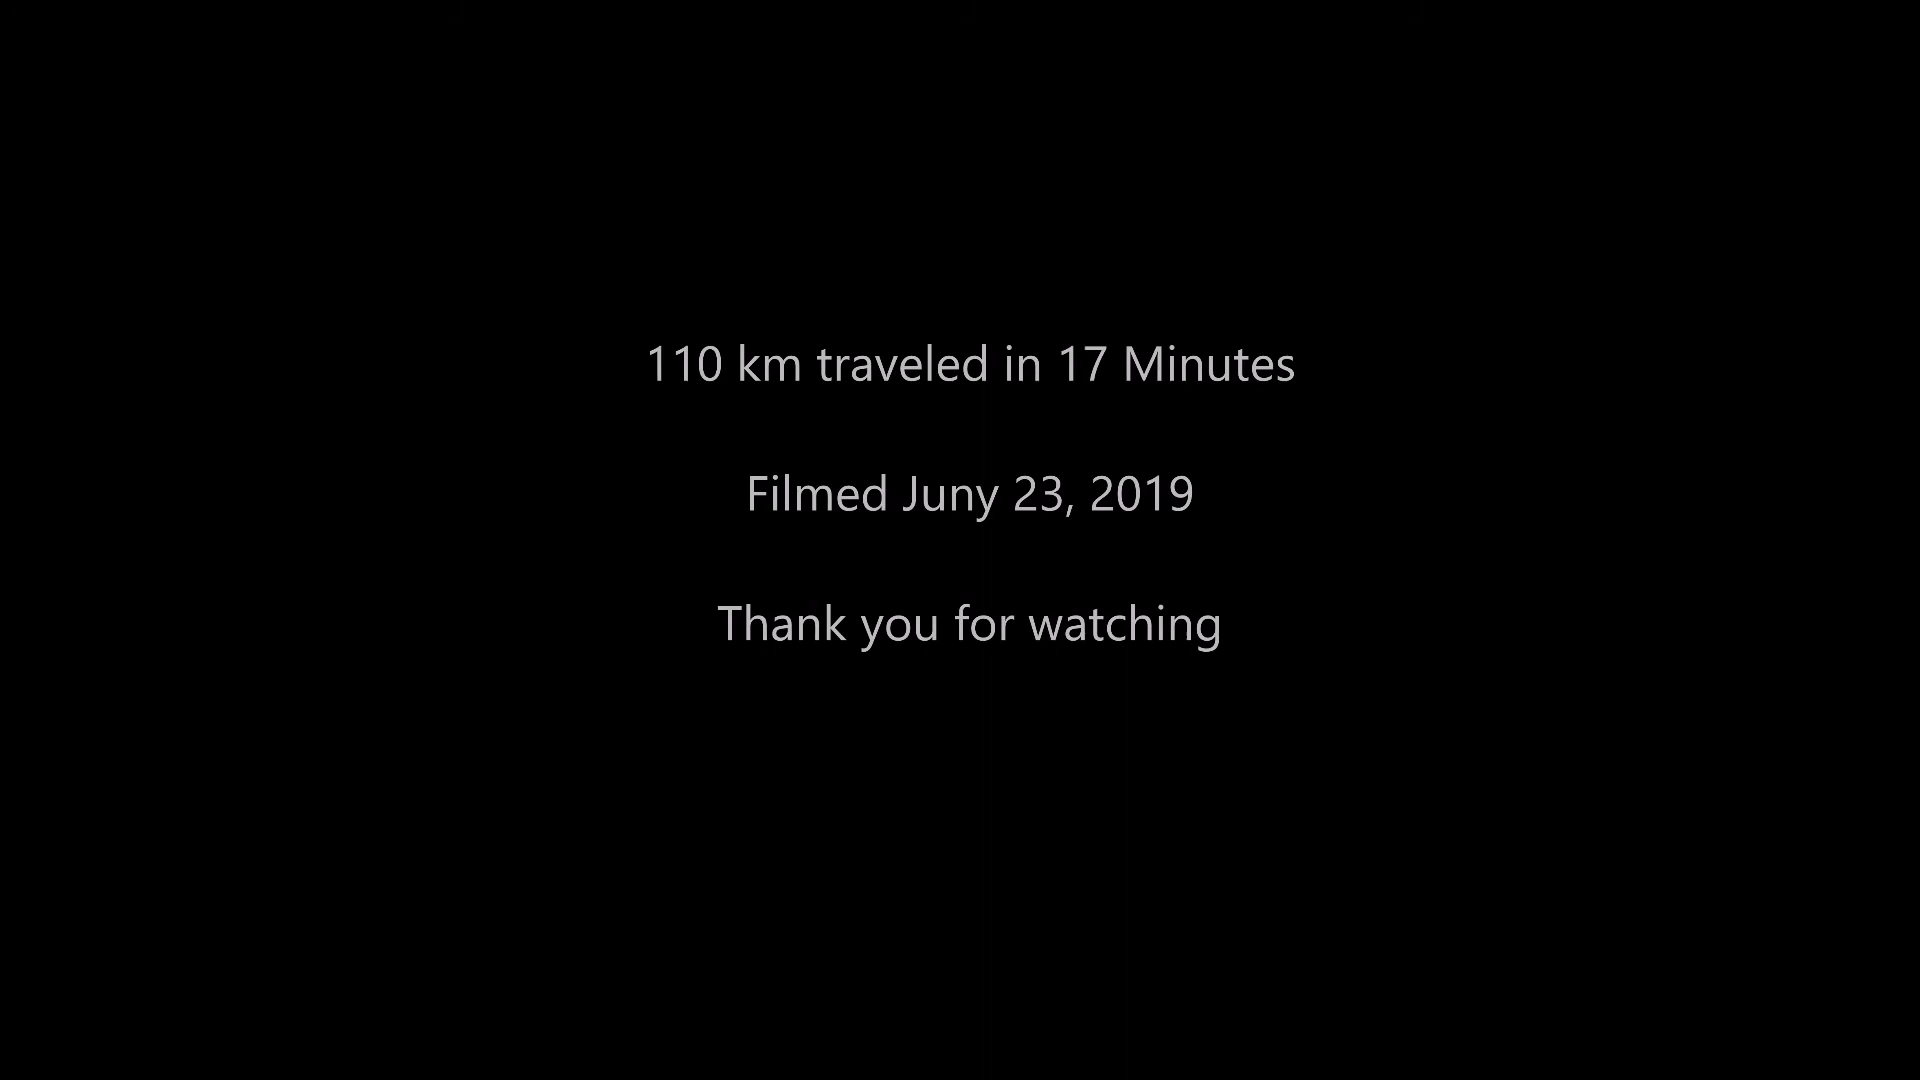 110 km traveled in 17 Minutes
Filmed Juny 23, 2019
Thank you for watching